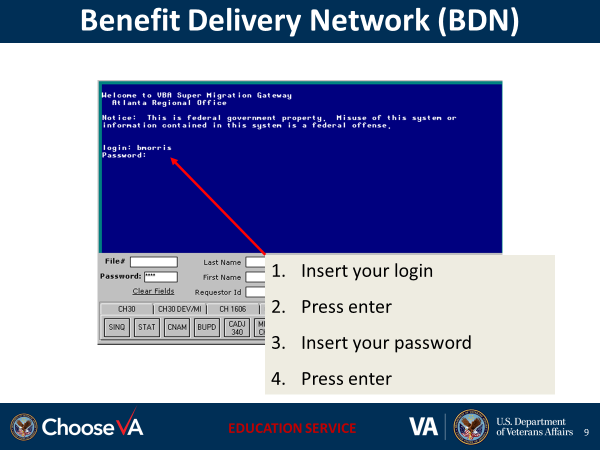 Benefit Delivery Network (BDN)
Welcome to VBA Super Migration Gateway
Atlanta Regional Office
Notice: This is federal government property. Misuse of this system or
information contained in this system is a federal offense.
login: bmorris
Password:
File#
Last Name
Password: ****
First Name
Clear Fields
Requestor Id
CH30 CH30 DEV/MI CH 1606
SINQ STAT CNAM BUPD CADJ 340
1. Insert your login
2. Press enter
3. Insert your password
4. Press enter
ChooseVA
EDUCATION SERVICE
VA
U.S. Department
of Veterans Affairs
9